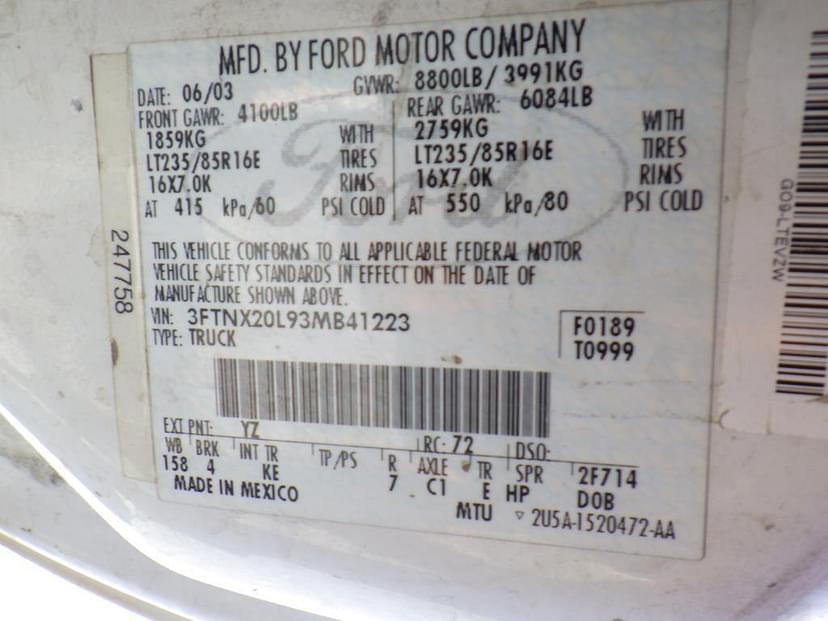 MFD. BY FORD MOTOR COMPANY
DATE: 06/03 GVWR: 8800LB/ 3991KG
FRONT GAWR: 4100LB REAR GAWR: 6084LB
1859KG WITH 2759KG WITH
LT235/85R16E TIRES LT235/85R16E TIRES
16X7.0K RIMS 16X7.0K RIMS
AT 415 kPa/60 PSI COLD AT 550 kPa/80 PSI COLD
THIS VEHICLE CONFORMS TO ALL APPLICABLE FEDERAL MOTOR
VEHICLE SAFETY STANDARDS IN EFFECT ON THE DATE OF
MANUFACTURE SHOWN ABOVE.
VIN: 3FTNX20L93MB41223 F0189
TYPE: TRUCK T0999
EXT PNT: YZ RC: 72 DSO:
WB BRK INT TR TP/PS R AXLE TR SPR 2F714
158 4 KE 7 C1 E HP DOB
MADE IN MEXICO MTU ▽ 2U5A-1520472-AA
Ford
247758
GO9-LTEVZW